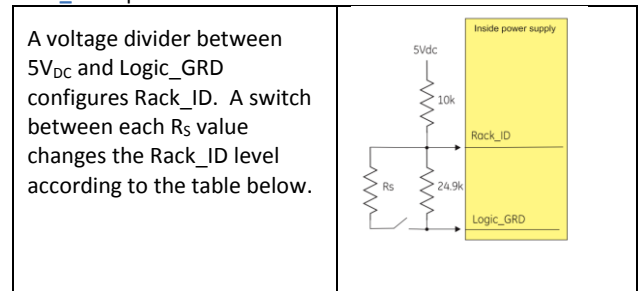 A voltage divider between
5VDC and Logic_GRD
configures Rack_ID.  A switch
between each RS value
changes the Rack_ID level
according to the table below.
Inside power supply
5Vdc
10k
Rack_ID
Rs
24.9k
Logic_GRD